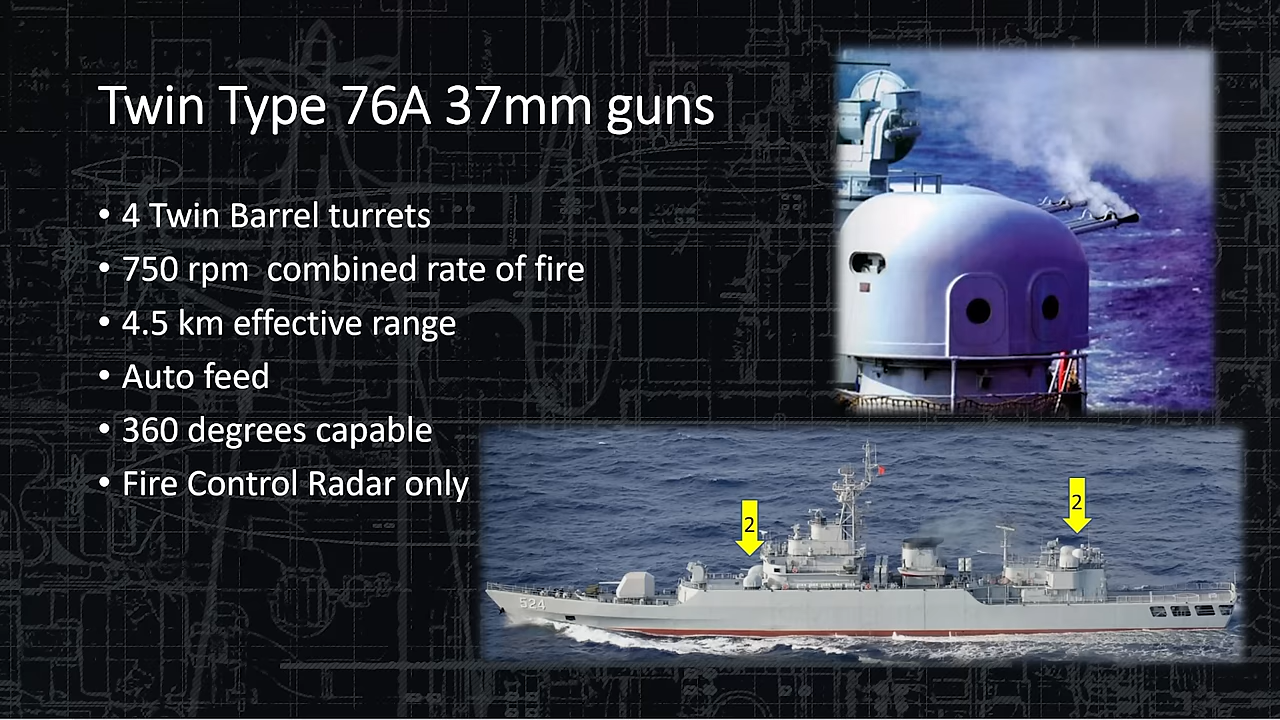 Twin Type 76A 37mm guns
• 4 Twin Barrel turrets
• 750 rpm  combined rate of fire
• 4.5 km effective range
• Auto feed
• 360 degrees capable
• Fire Control Radar only
2
2
524